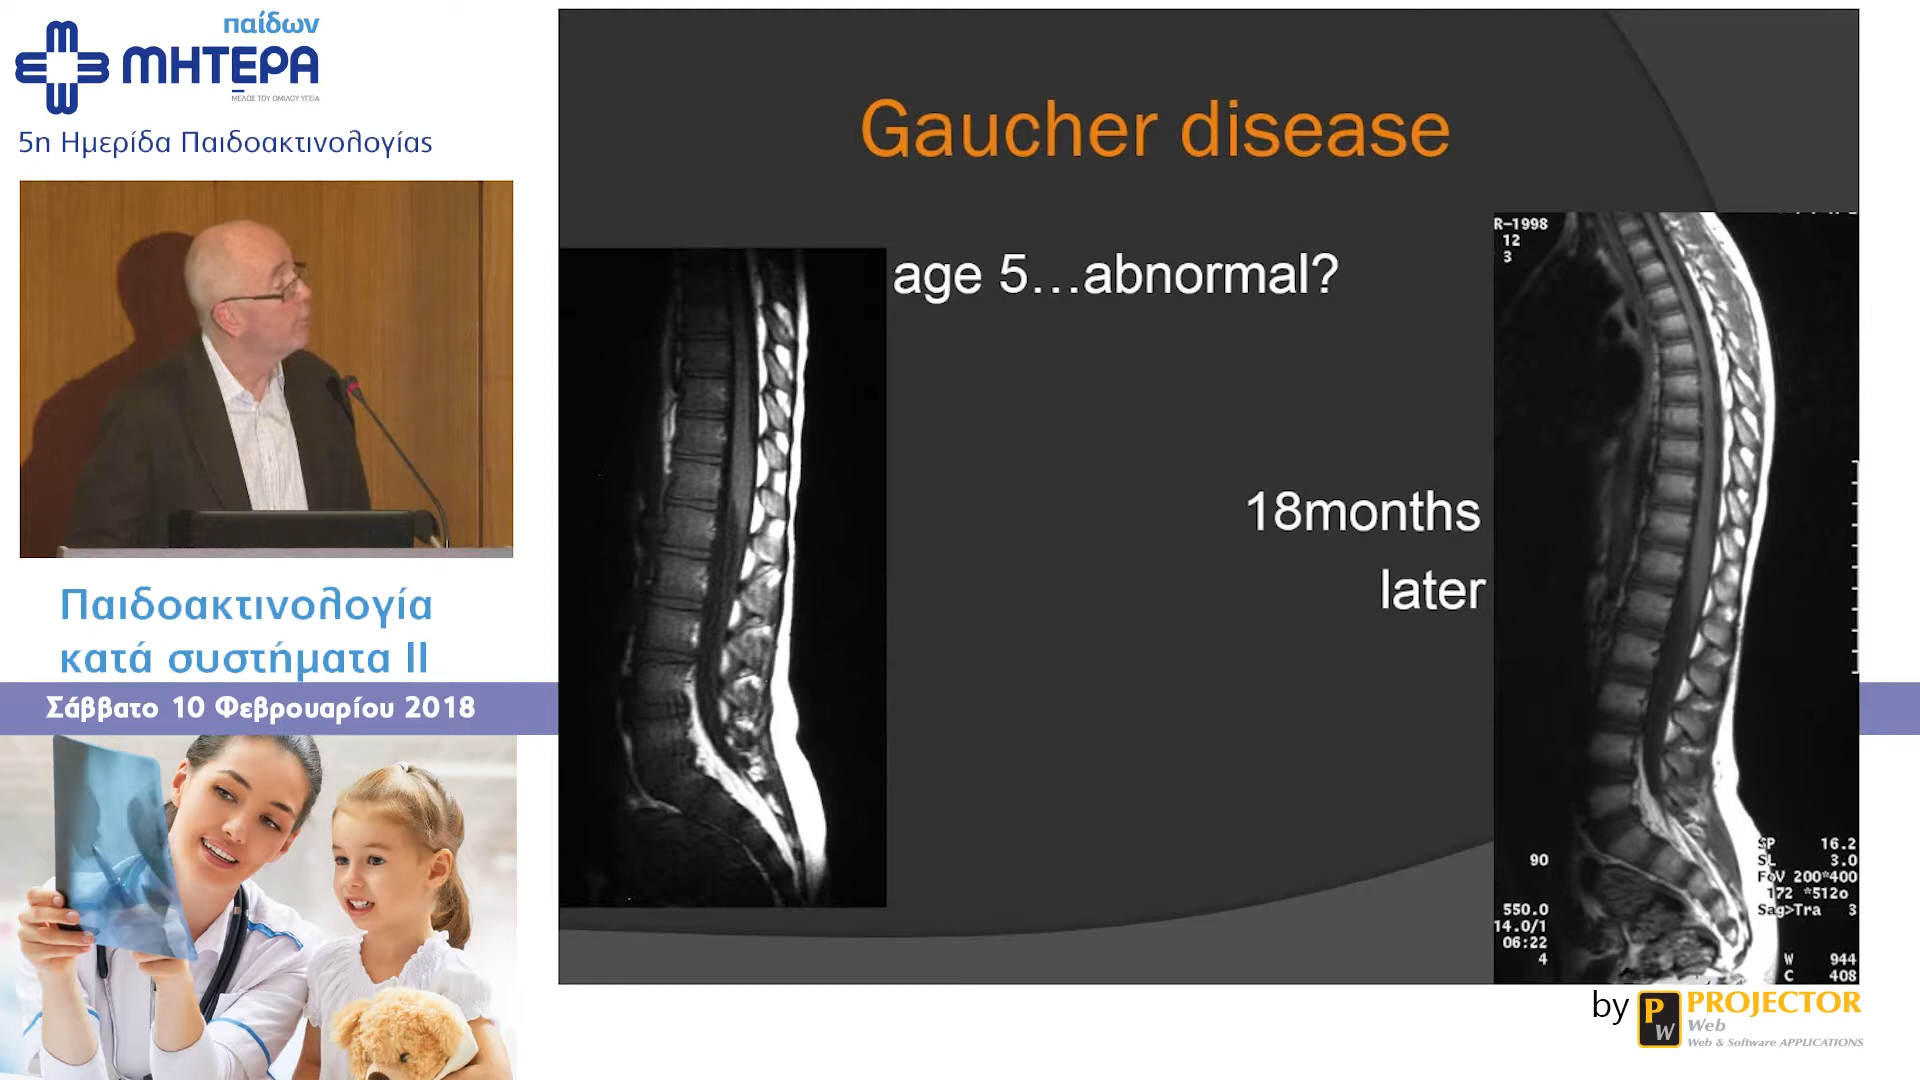 παίδων
ΜΗΤΕΡΑ
ΜΕΛΟΣ ΤΟΥ ΟΜΙΛΟΥ ΥΓΕΙΑ
5η Ημερίδα Παιδοακτινολογίας
Παιδοακτινολογία
κατά συστήματα ΙΙ
Σάββατο 10 Φεβρουαρίου 2018
Gaucher disease
age 5...abnormal?
18months
later
R-1998
12
3
90
550.0
14.0/1
06:22
4
SP 16.2
SL 3.0
FoV 200*400
172 *512o
Sag>Tra 3
W 944
C 408
by PW PROJECTOR
Web
Web & Software APPLICATIONS